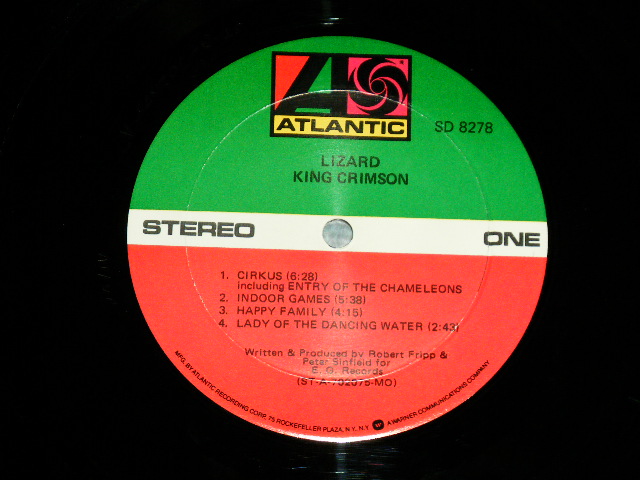 ATLANTIC
SD 8278
LIZARD
KING CRIMSON
STEREO
ONE
1. CIRKUS (6:28)
including ENTRY OF THE CHAMELEONS
2. INDOOR GAMES (5:38)
3. HAPPY FAMILY (4:15)
4. LADY OF THE DANCING WATER (2:43)
Written & Produced by Robert Fripp &
Peter Sinfield for
E. G. Records
(ST-A-702075-MO)
MFG. BY ATLANTIC RECORDING CORP. 75 ROCKEFELLER PLAZA, N.Y. N.Y. A WARNER COMMUNICATIONS COMPANY